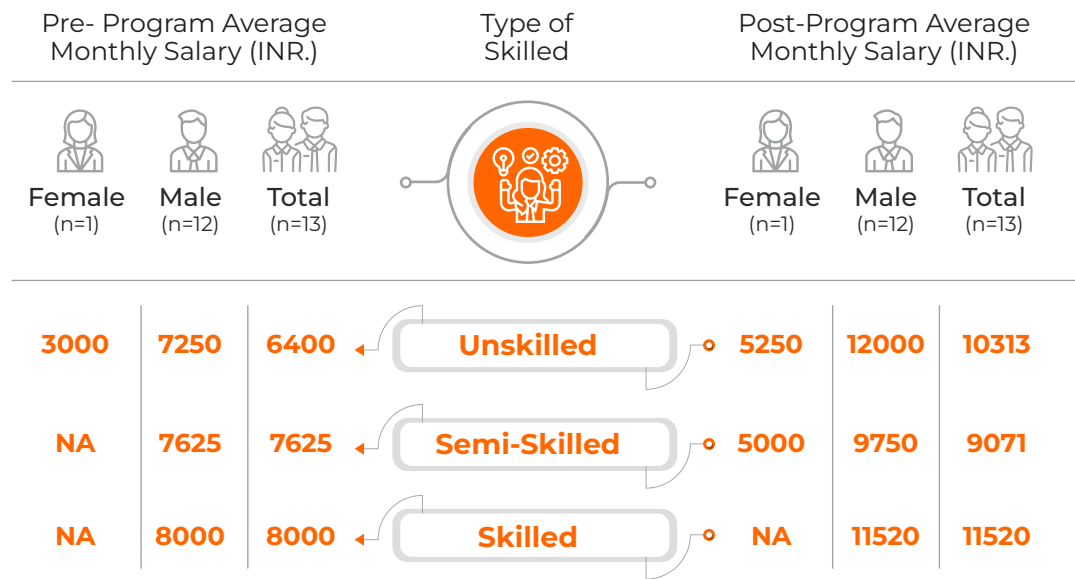 Pre- Program Average
Monthly Salary (INR.)
Type of
Skilled
Post-Program Average
Monthly Salary (INR.)
Female Male Total Female Male Total
(n=1) (n=12) (n=13) (n=1) (n=12) (n=13)
3000 7250 6400 Unskilled 5250 12000 10313
NA 7625 7625 Semi-Skilled 5000 9750 9071
NA 8000 8000 Skilled NA 11520 11520